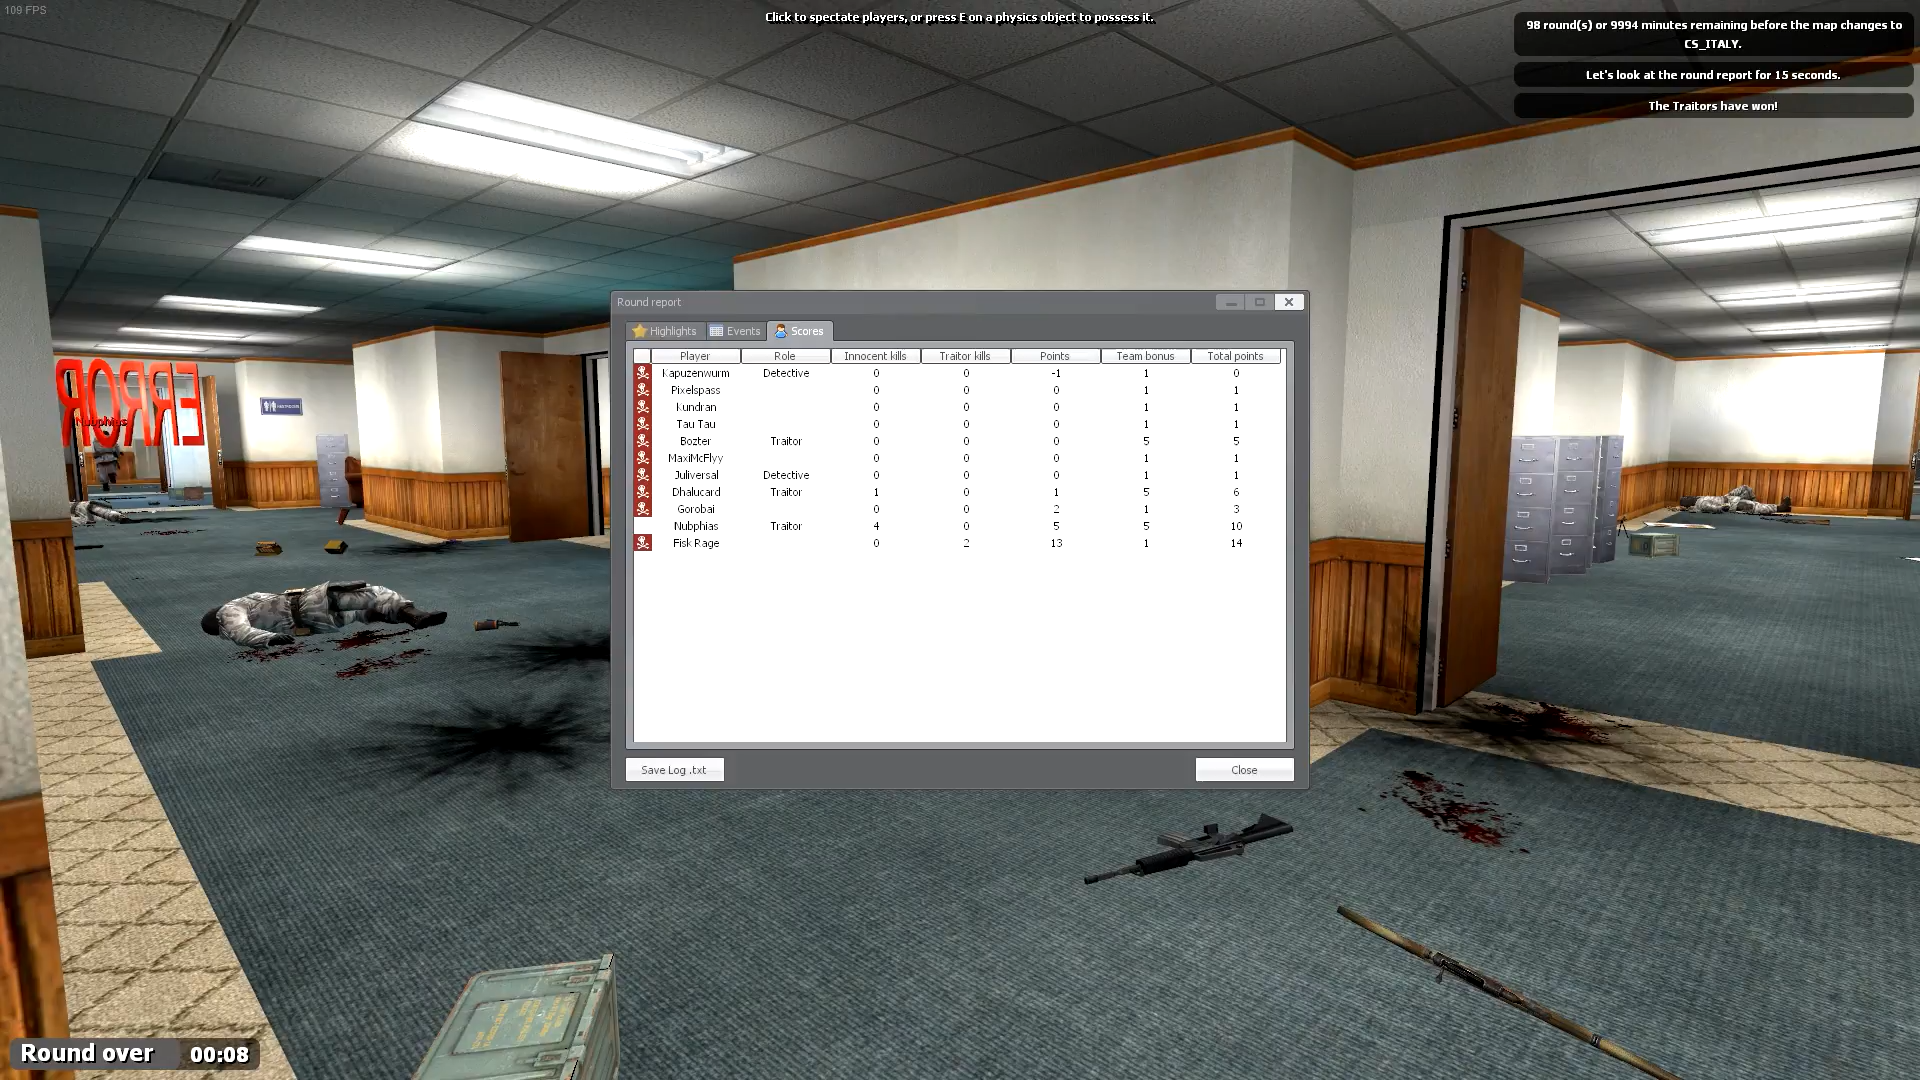 109 FPS
Click to spectate players, or press E on a physics object to possess it.
98 round(s) or 9994 minutes remaining before the map changes to
CS_ITALY.
Let's look at the round report for 15 seconds.
The Traitors have won!
Round report
Highlights Events Scores
Player Role Innocent kills Traitor kills Points Team bonus Total points
Kapuzenwurm Detective 0 0 -1 1 0
Pixelspass 0 0 0 1 1
Kundran 0 0 0 1 1
Tau Tau 0 0 0 1 1
Bozter Traitor 0 0 0 5 5
MaxiMcFlyy 0 0 0 1 1
Juliversal Detective 0 0 0 1 1
Dhalucard Traitor 1 0 1 5 6
Gorobai 0 0 2 1 3
Nubphias Traitor 4 0 5 5 10
Fisk Rage 0 2 13 1 14
Save Log .txt
Close
ERROR
Nubphias
Round over 00:08